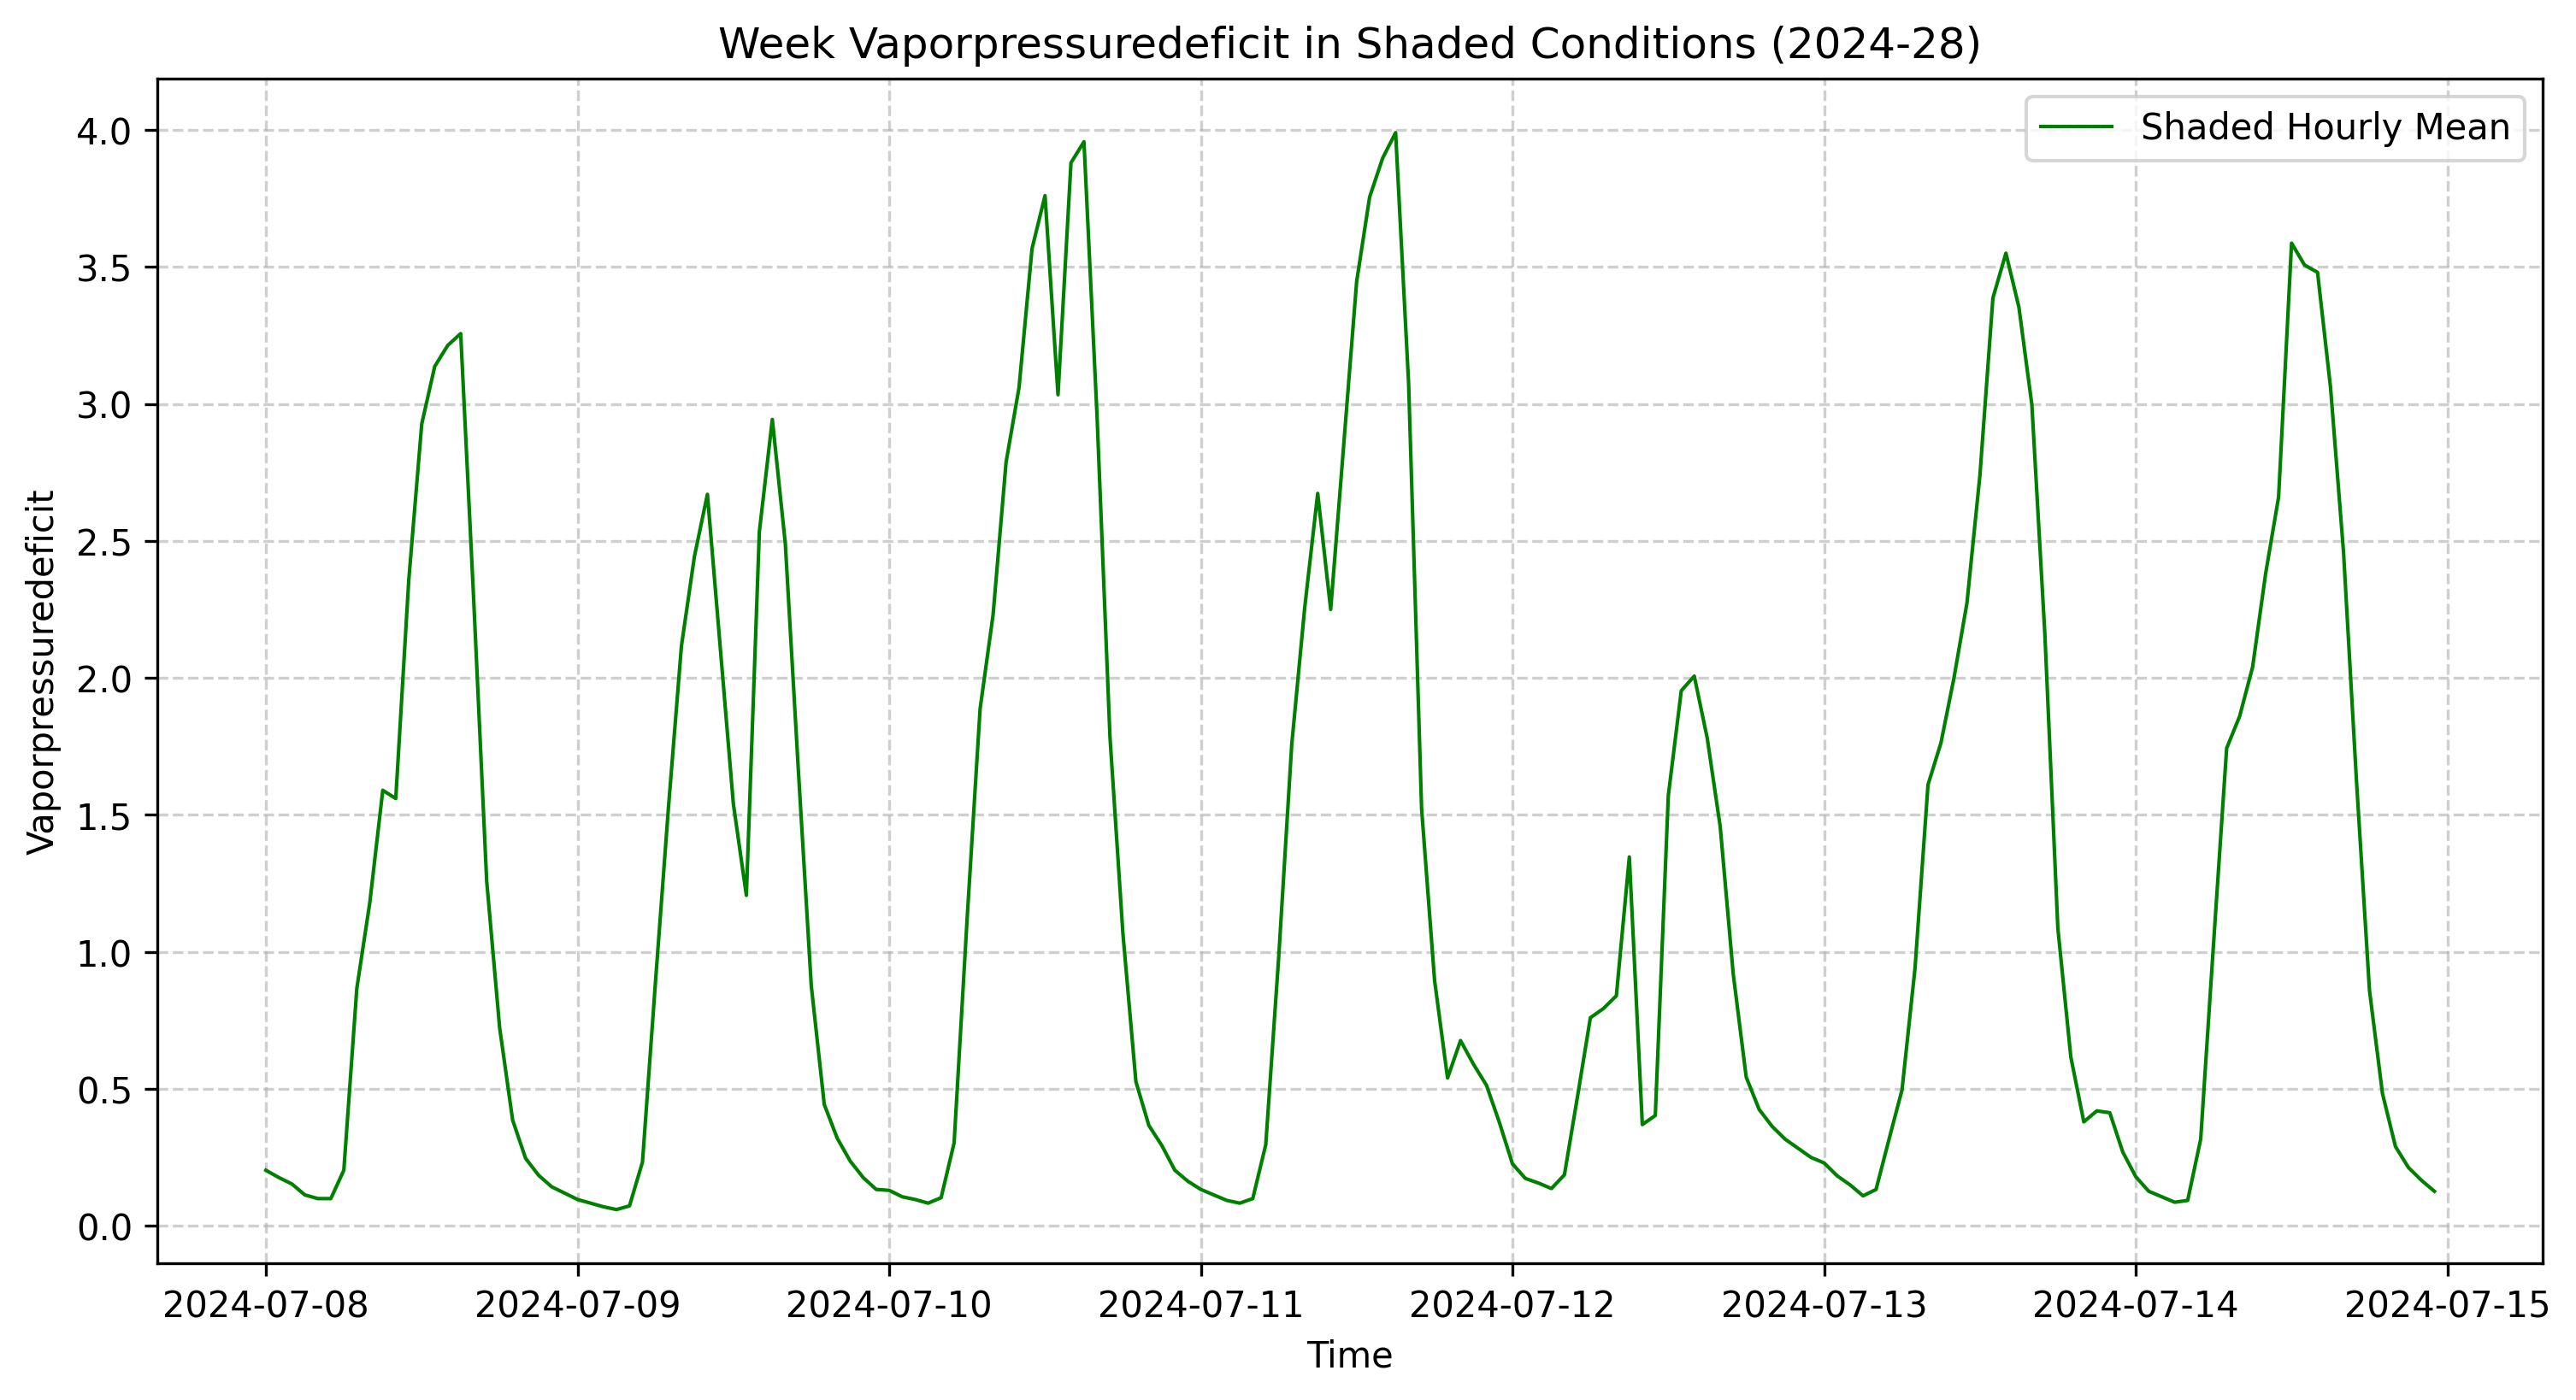 Week Vaporpressuredeficit in Shaded Conditions (2024-28)
Shaded Hourly Mean
Vaporpressuredeficit
4.0
3.5
3.0
2.5
2.0
1.5
1.0
0.5
0.0
2024-07-08 2024-07-09 2024-07-10 2024-07-11 2024-07-12 2024-07-13 2024-07-14 2024-07-15
Time